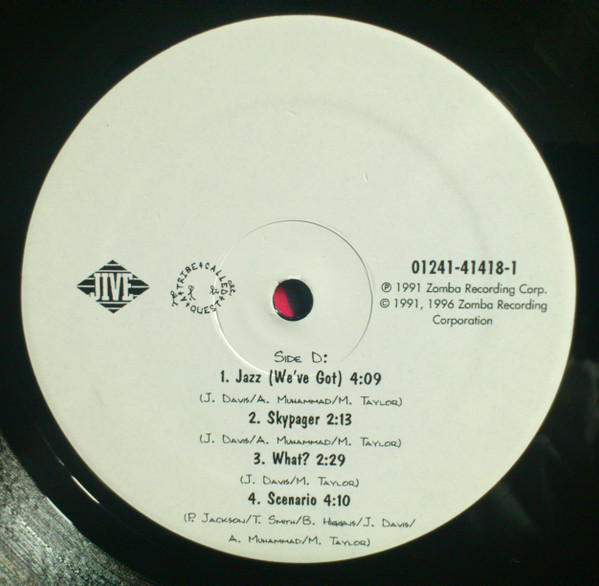 JIVE
A TRIBE CALLED QUEST
01241-41418-1
℗ 1991 Zomba Recording Corp.
© 1991, 1996 Zomba Recording
Corporation
SIDE D:
1. Jazz (We've Got) 4:09
(J. DAVIS/A. MUHAMMAD/M. TAYLOR)
2. Skypager 2:13
(J. DAVIS/A. MUHAMMAD/M. TAYLOR)
3. What? 2:29
(J. DAVIS/M. TAYLOR)
4. Scenario 4:10
(P. JACKSON/T. SMITH/B. HIGGINS/J. DAVIS/
A. MUHAMMAD/M. TAYLOR)